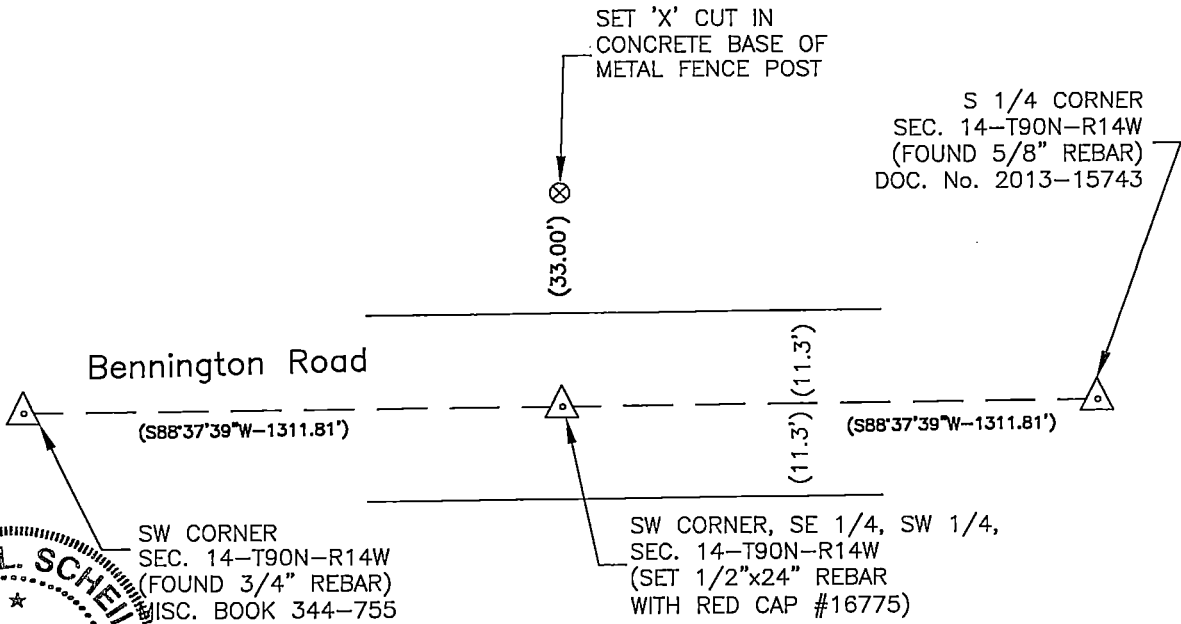 SET 'X' CUT IN
CONCRETE BASE OF
METAL FENCE POST
S 1/4 CORNER
SEC. 14-T90N-R14W
(FOUND 5/8" REBAR)
DOC. No. 2013-15743
(33.00')
Bennington Road
(11.3')
(11.3')
(S88°37'39"W-1311.81')
(S88°37'39"W-1311.81')
SW CORNER
SEC. 14-T90N-R14W
(FOUND 3/4" REBAR)
MISC. BOOK 344-755
SW CORNER, SE 1/4, SW 1/4,
SEC. 14-T90N-R14W
(SET 1/2"x24" REBAR
WITH RED CAP #16775)